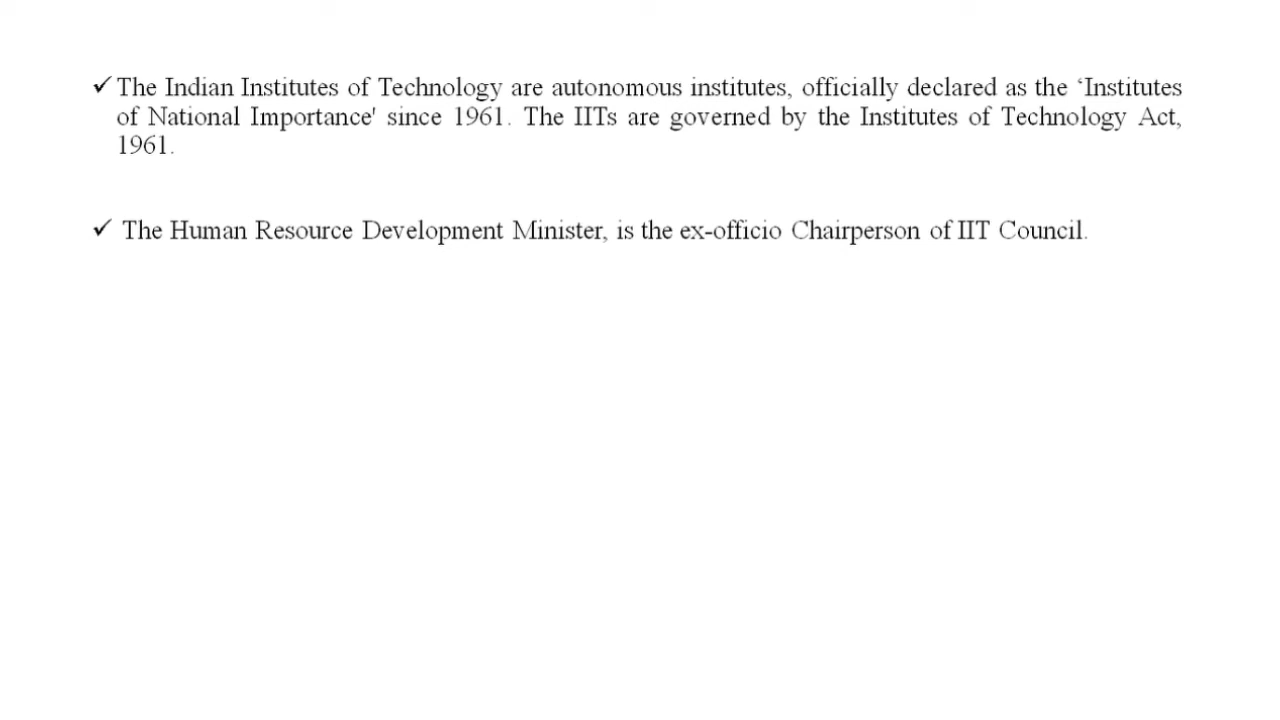 ✓ The Indian Institutes of Technology are autonomous institutes, officially declared as the ‘Institutes
of National Importance' since 1961. The IITs are governed by the Institutes of Technology Act,
1961.
✓ The Human Resource Development Minister, is the ex-officio Chairperson of IIT Council.